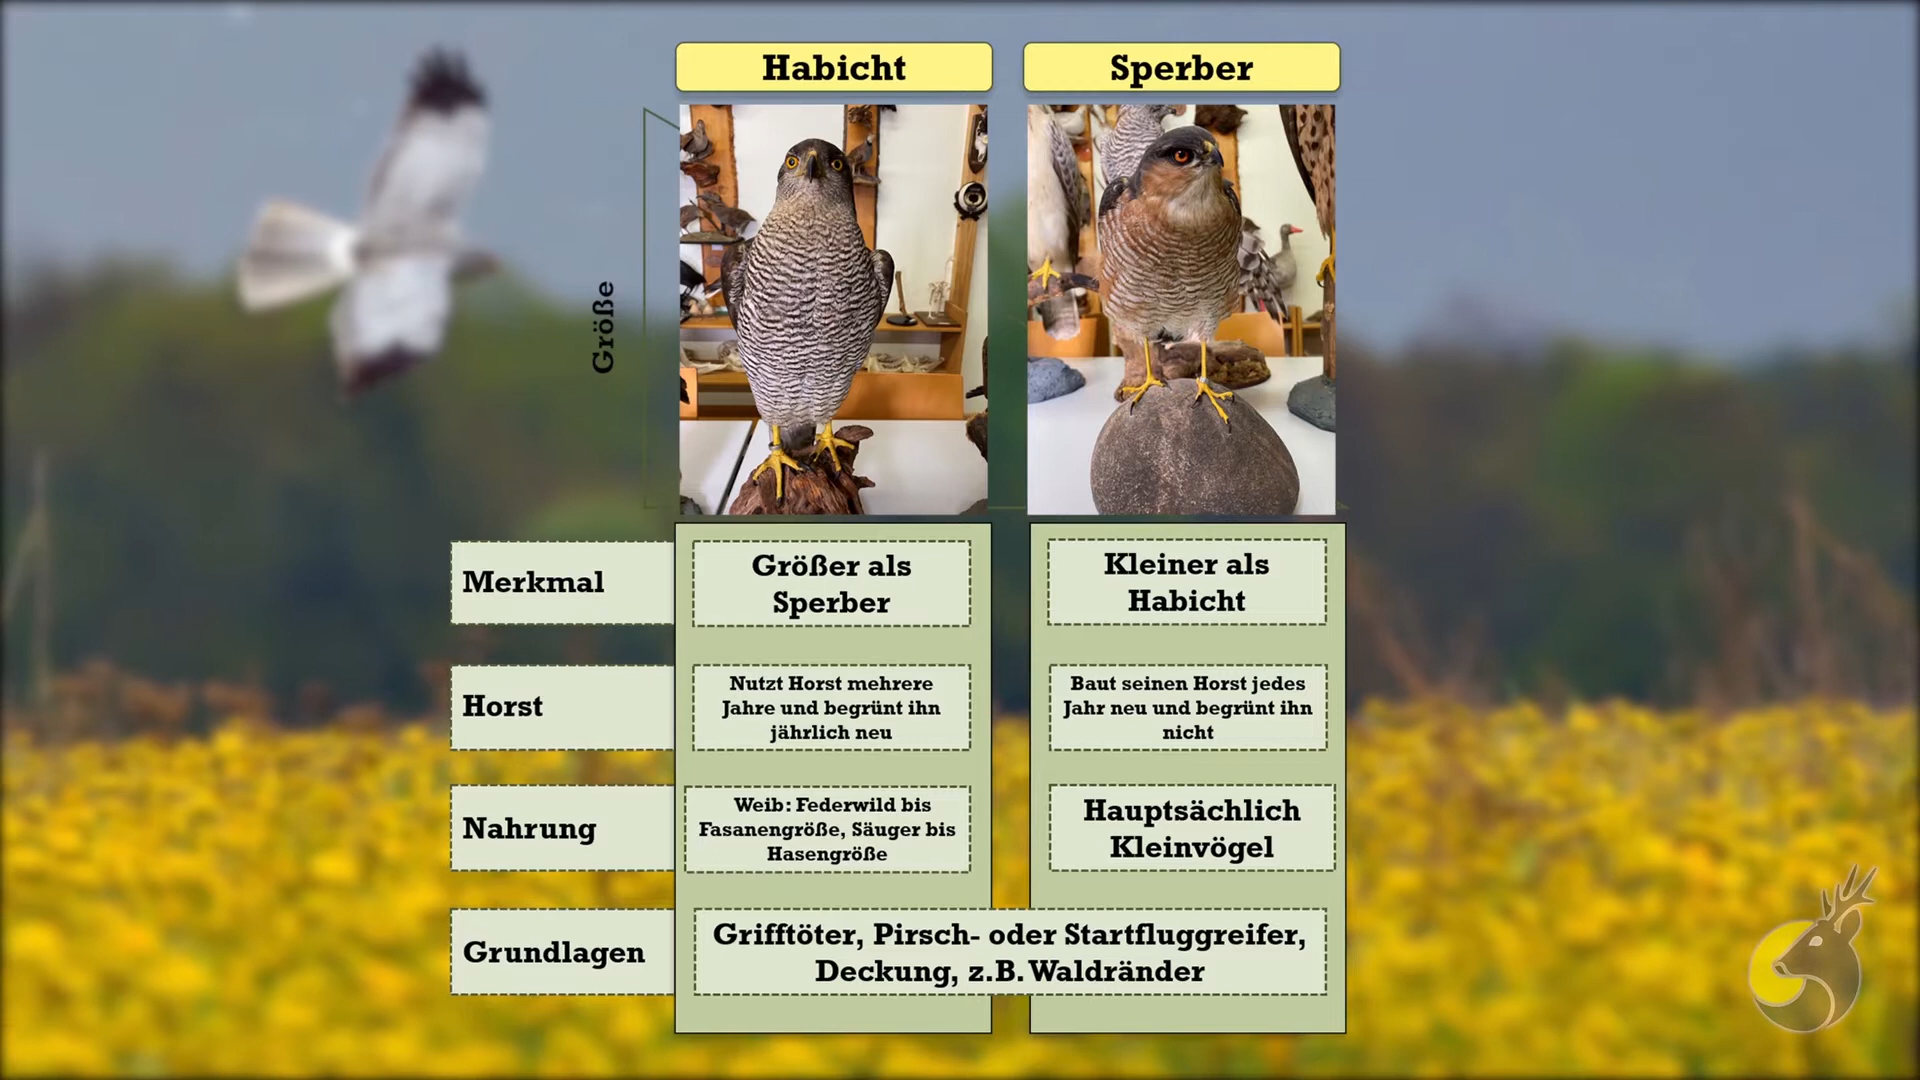 Habicht
Sperber
Größe
Merkmal
Größer als
Sperber
Kleiner als
Habicht
Horst
Nutzt Horst mehrere
Jahre und begrünt ihn
jährlich neu
Baut seinen Horst jedes
Jahr neu und begrünt ihn
nicht
Nahrung
Weib: Federwild bis
Fasanengröße, Säuger bis
Hasengröße
Hauptsächlich
Kleinvögel
Grundlagen
Grifftöter, Pirsch- oder Startfluggreifer,
Deckung, z.B. Waldränder